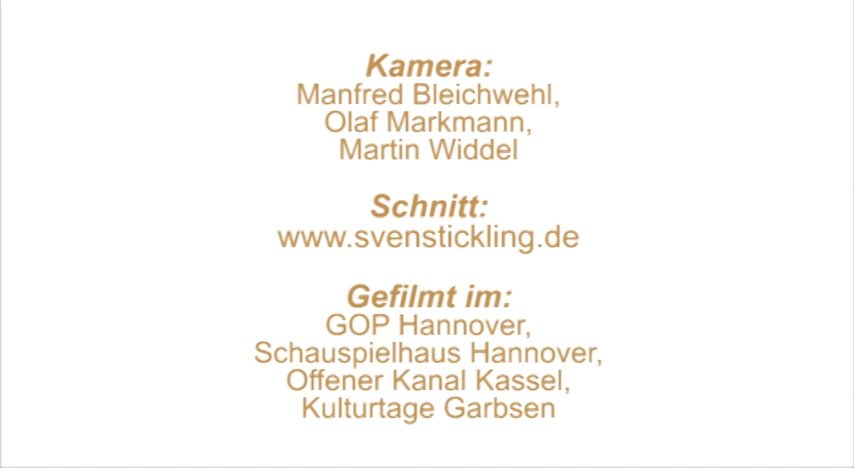 Kamera:
Manfred Bleichwehl,
Olaf Markmann,
Martin Widdel
Schnitt:
www.svenstickling.de
Gefilmt im:
GOP Hannover,
Schauspielhaus Hannover,
Offener Kanal Kassel,
Kulturtage Garbsen